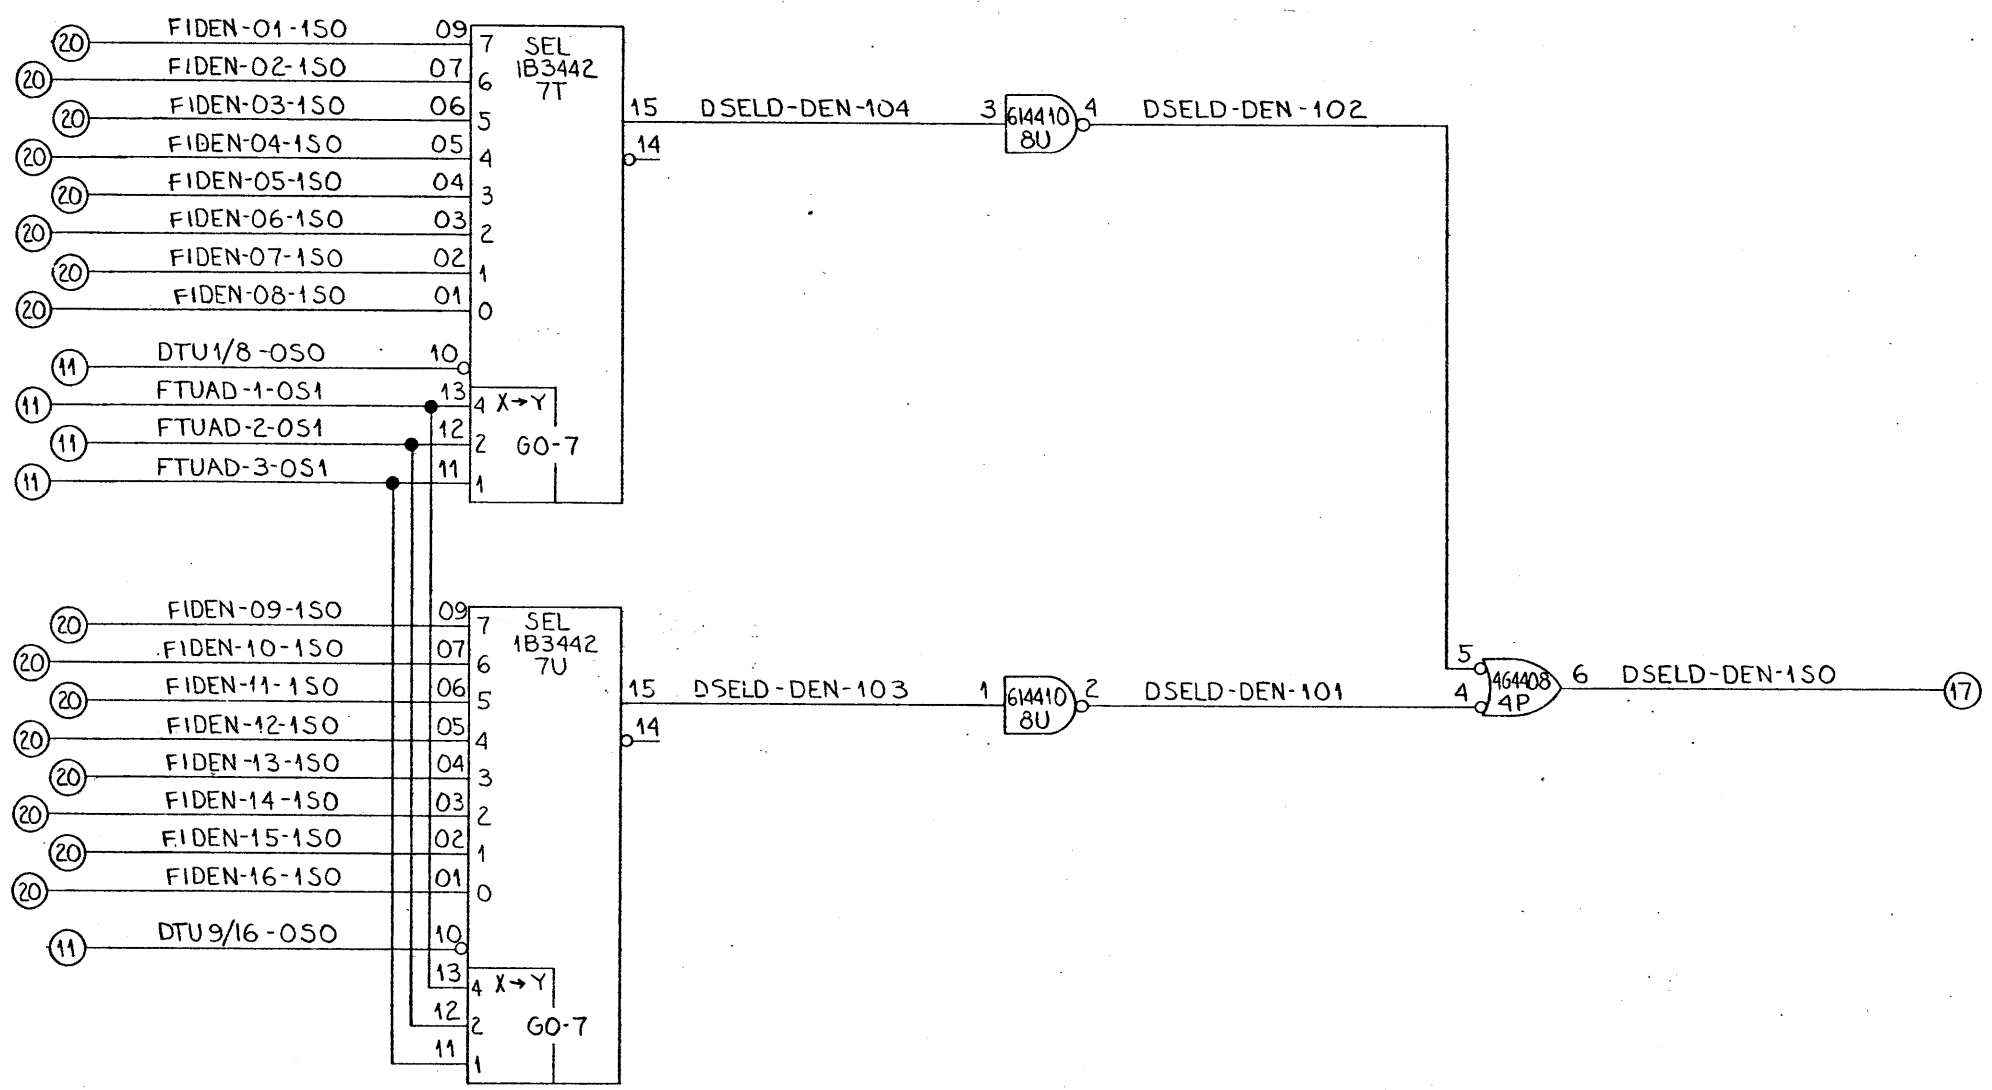 20 FIDEN-01-1SO 09 7
20 FIDEN-02-1SO 07 6
20 FIDEN-03-1SO 06 5
20 FIDEN-04-1SO 05 4
20 FIDEN-05-1SO 04 3
20 FIDEN-06-1SO 03 2
20 FIDEN-07-1SO 02 1
20 FIDEN-08-1SO 01 0
11 DTU1/8-OSO 10
11 FTUAD-1-OS1 13 4 X→Y
11 FTUAD-2-OS1 12 2 GO-7
11 FTUAD-3-OS1 11 1
SEL
1B3442
7T
15 DSELD-DEN-104 3
14
614410
8U
4 DSELD-DEN-102 5
20 FIDEN-09-1SO 09 7
20 FIDEN-10-1SO 07 6
20 FIDEN-11-1SO 06 5
20 FIDEN-12-1SO 05 4
20 FIDEN-13-1SO 04 3
20 FIDEN-14-1SO 03 2
20 FIDEN-15-1SO 02 1
20 FIDEN-16-1SO 01 0
11 DTU9/16-OSO 10
13 4 X→Y
12 2 GO-7
11 1
SEL
1B3442
7U
15 DSELD-DEN-103 1
14
614410
8U
2 DSELD-DEN-101 4
4G4408
4P
6 DSELD-DEN-1SO 17